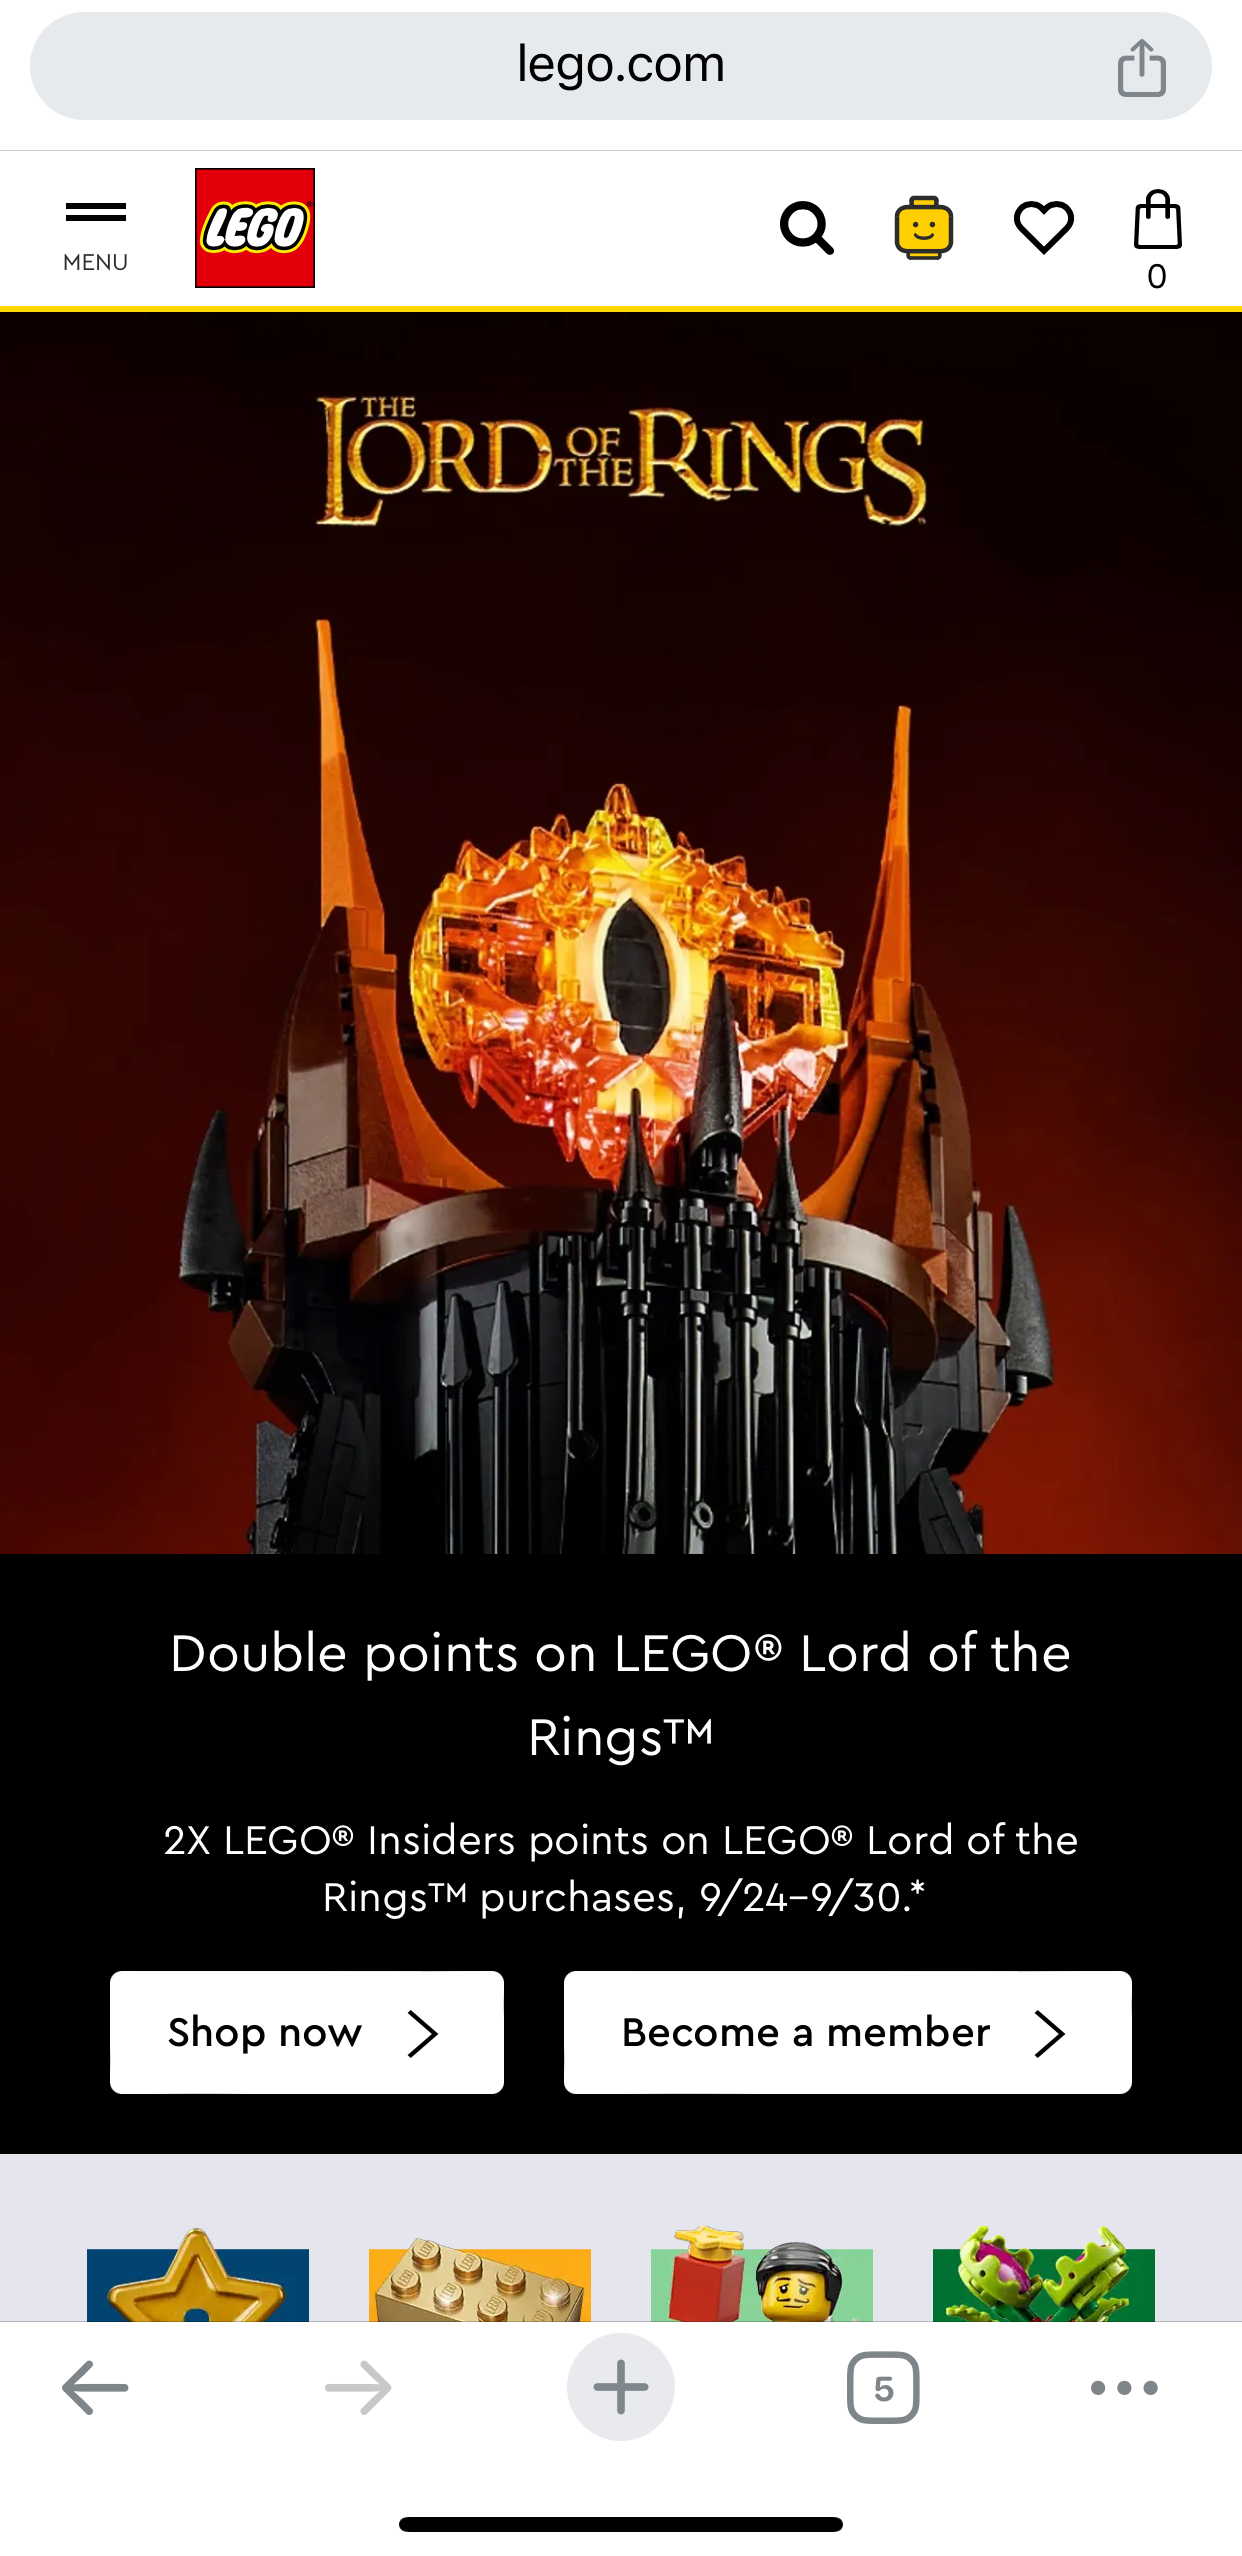 lego.com
MENU
LEGO
0
THE LORD OF THE RINGS
Double points on LEGO® Lord of the
Rings™
2X LEGO® Insiders points on LEGO® Lord of the
Rings™ purchases, 9/24–9/30.*
Shop now
Become a member
5